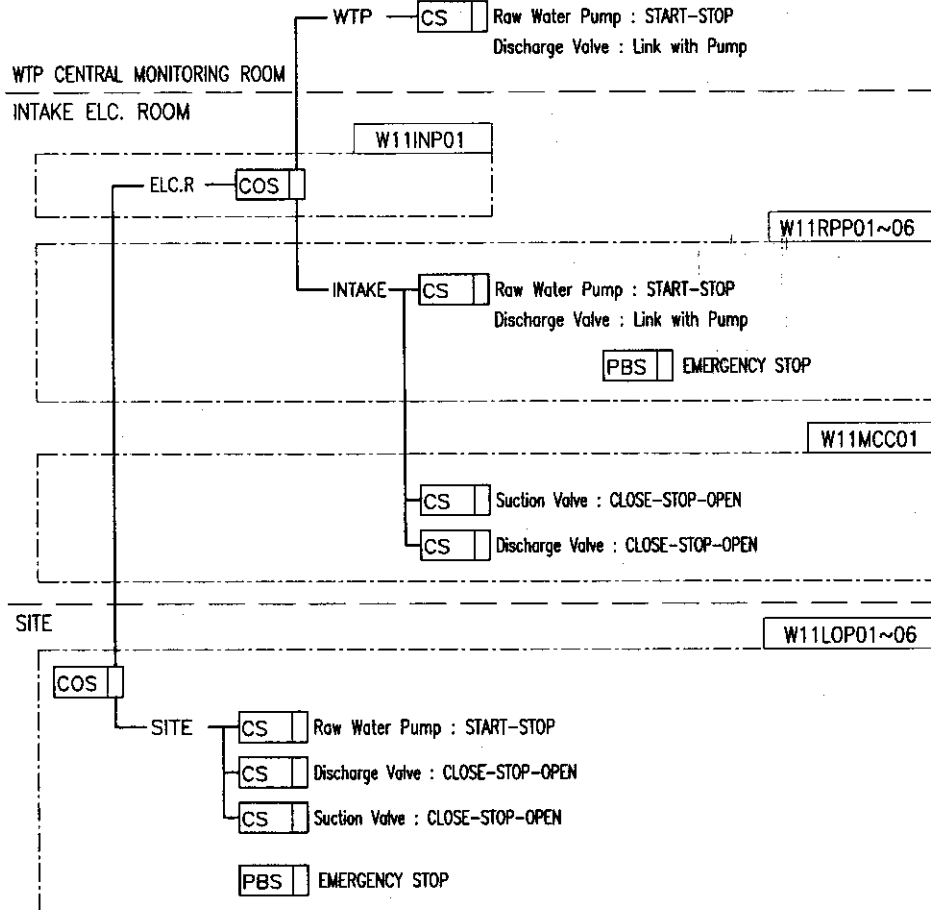 WTP CS Raw Water Pump : START-STOP
Discharge Valve : Link with Pump
WTP CENTRAL MONITORING ROOM
INTAKE ELC. ROOM
W11INP01
ELC.R COS
W11RPP01~06
INTAKE CS Raw Water Pump : START-STOP
Discharge Valve : Link with Pump
PBS EMERGENCY STOP
W11MCC01
CS Suction Valve : CLOSE-STOP-OPEN
CS Discharge Valve : CLOSE-STOP-OPEN
SITE
W11LOP01~06
COS
SITE CS Raw Water Pump : START-STOP
CS Discharge Valve : CLOSE-STOP-OPEN
CS Suction Valve : CLOSE-STOP-OPEN
PBS EMERGENCY STOP